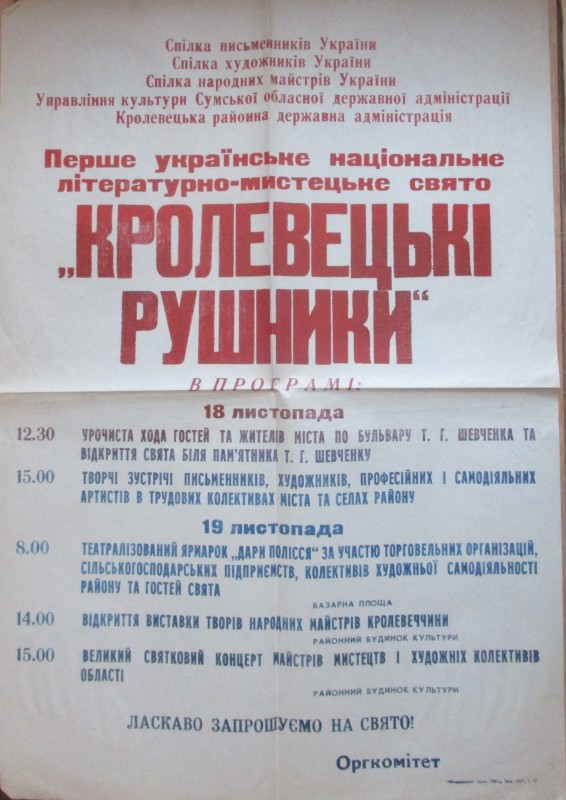 Спілка письменників України
Спілка художників України
Спілка народних майстрів України
Управління культури Сумської обласної державної адміністрації
Кролевецька районна державна адміністрація
Перше українське національне
літературно-мистецьке свято
„КРОЛЕВЕЦЬКІ
РУШНИКИ“
В ПРОГРАМІ:
18 листопада
12.30 УРОЧИСТА ХОДА ГОСТЕЙ ТА ЖИТЕЛІВ МІСТА ПО БУЛЬВАРУ Т. Г. ШЕВЧЕНКА ТА
ВІДКРИТТЯ СВЯТА БІЛЯ ПАМ'ЯТНИКА Т. Г. ШЕВЧЕНКУ
15.00 ТВОРЧІ ЗУСТРІЧІ ПИСЬМЕННИКІВ, ХУДОЖНИКІВ, ПРОФЕСІЙНИХ І САМОДІЯЛЬНИХ
АРТИСТІВ В ТРУДОВИХ КОЛЕКТИВАХ МІСТА ТА СЕЛАХ РАЙОНУ
19 листопада
8.00 ТЕАТРАЛІЗОВАНИЙ ЯРМАРОК „ДАРИ ПОЛІССЯ“ ЗА УЧАСТЮ ТОРГОВЕЛЬНИХ ОРГАНІЗАЦІЙ,
СІЛЬСЬКОГОСПОДАРСЬКИХ ПІДПРИЄМСТВ, КОЛЕКТИВІВ ХУДОЖНЬОЇ САМОДІЯЛЬНОСТІ
РАЙОНУ ТА ГОСТЕЙ СВЯТА
БАЗАРНА ПЛОЩА
14.00 ВІДКРИТТЯ ВИСТАВКИ ТВОРІВ НАРОДНИХ МАЙСТРІВ КРОЛЕВЕЧЧИНИ
РАЙОННИЙ БУДИНОК КУЛЬТУРИ
15.00 ВЕЛИКИЙ СВЯТКОВИЙ КОНЦЕРТ МАЙСТРІВ МИСТЕЦТВ І ХУДОЖНІХ КОЛЕКТИВІВ
ОБЛАСТІ
РАЙОННИЙ БУДИНОК КУЛЬТУРИ
ЛАСКАВО ЗАПРОШУЄМО НА СВЯТО!
Оргкомітет